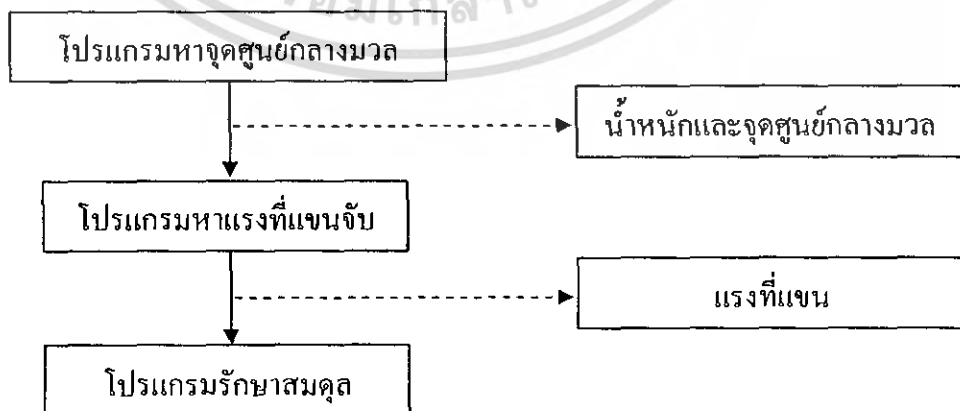 โปรแกรมหาจุดศูนย์กลางมวล
น้ำหนักและจุดศูนย์กลางมวล
โปรแกรมหาแรงที่แขนจับ
แรงที่แขน
โปรแกรมรักษาสมดุล